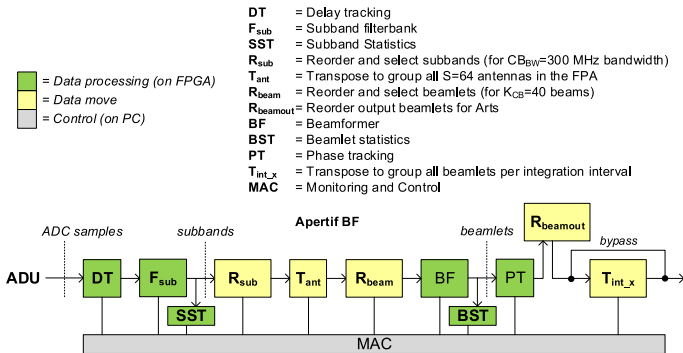 DT = Delay tracking
Fsub = Subband filterbank
SST = Subband Statistics
Rsub = Reorder and select subbands (for CBBW=300 MHz bandwidth)
Tant = Transpose to group all S=64 antennas in the FPA
Rbeam = Reorder and select beamlets (for KCB=40 beams)
Rbeamout = Reorder output beamlets for Arts
BF = Beamformer
BST = Beamlet statistics
PT = Phase tracking
Tint_x = Transpose to group all beamlets per integration interval
MAC = Monitoring and Control
= Data processing (on FPGA)
= Data move
= Control (on PC)
Apertif BF
ADC samples
subbands
beamlets
Rbeamout
bypass
ADU
DT
Fsub
Rsub
Tant
Rbeam
BF
PT
Tint_x
SST
BST
MAC